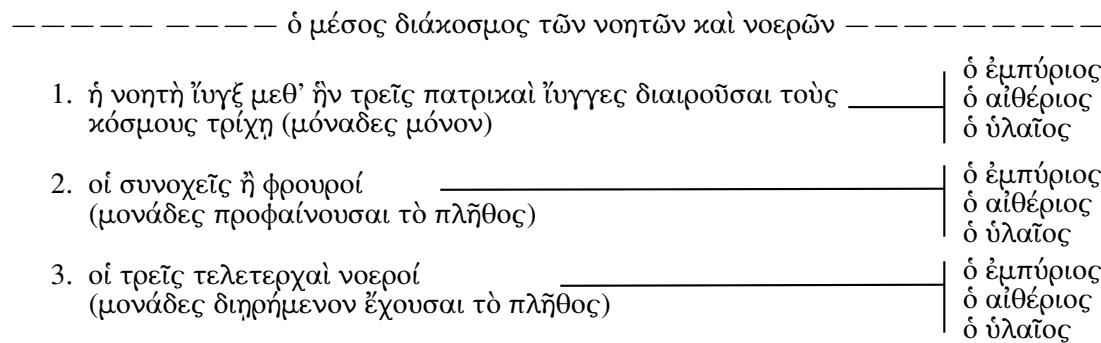 ὁ μέσος διάκοσμος τῶν νοητῶν καὶ νοερῶν
1. ἡ νοητὴ ἴυγξ μεθ’ ἣν τρεῖς πατρικαὶ ἴυγγες διαιροῦσαι τοὺς
κόσμους τρίχῃ (μόναδες μόνον)
ὁ ἐμπύριος
ὁ αἰθέριος
ὁ ὑλαῖος
2. οἱ συνοχεῖς ἢ φρουροί
(μονάδες προφαίνουσαι τὸ πλῆθος)
ὁ ἐμπύριος
ὁ αἰθέριος
ὁ ὑλαῖος
3. οἱ τρεῖς τελετερχαὶ νοεροί
(μονάδες διηρήμενον ἔχουσαι τὸ πλῆθος)
ὁ ἐμπύριος
ὁ αἰθέριος
ὁ ὑλαῖος